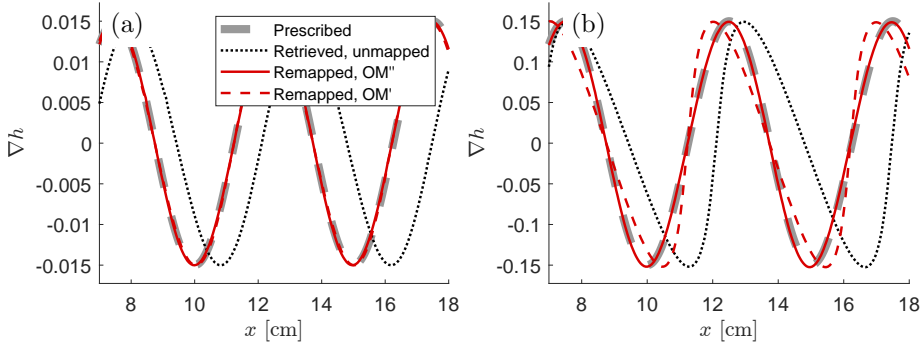 (a)
Prescribed
Retrieved, unmapped
Remapped, OM"
Remapped, OM'
0.015
0.01
0.005
0
-0.005
-0.01
-0.015
∇h
8
10
12
14
16
18
x [cm]
(b)
0.15
0.1
0.05
0
-0.05
-0.1
-0.15
∇h
8
10
12
14
16
18
x [cm]